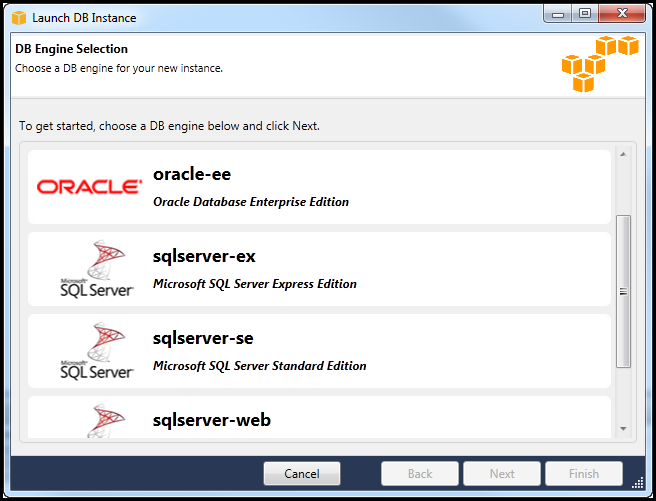 Launch DB Instance
DB Engine Selection
Choose a DB engine for your new instance.
To get started, choose a DB engine below and click Next.
ORACLE
oracle-ee
Oracle Database Enterprise Edition
Microsoft
SQL Server
sqlserver-ex
Microsoft SQL Server Express Edition
Microsoft
SQL Server
sqlserver-se
Microsoft SQL Server Standard Edition
sqlserver-web
Cancel
Back
Next
Finish